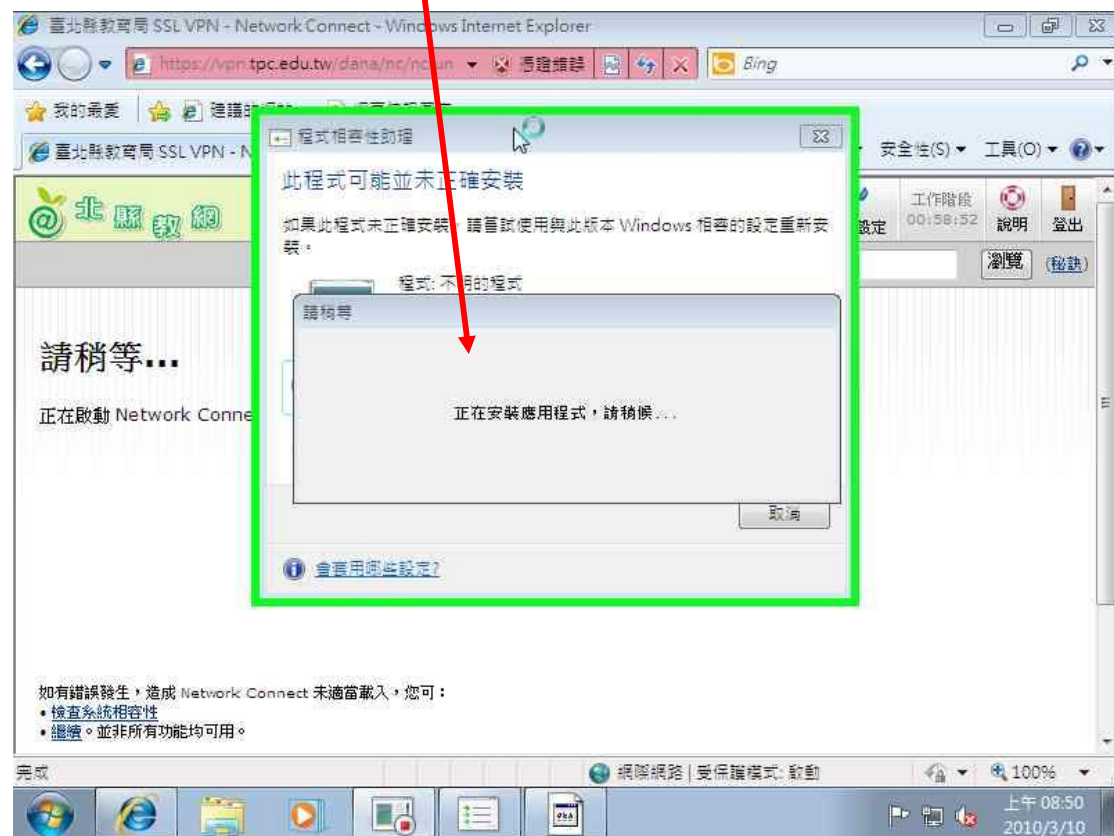 臺北縣教育局 SSL VPN - Network Connect - Windows Internet Explorer
https://vpn.tpc.edu.tw/dana/nc/nc
憑證錯誤
Bing
我的最愛
臺北縣教育局 SSL VPN - N
安全性(S)
工具(O)
北縣教網
設定
工作階段
00:58:52
說明
登出
瀏覽
(秘訣)
程式相容性助理
此程式可能並未正確安裝
如果此程式未正確安裝，請嘗試使用與此版本 Windows 相容的設定重新安
裝。
程式: 不明的程式
請稍等
正在安裝應用程式，請稍候...
取消
會套用哪些設定?
請稍等...
正在啟動 Network Conne
如有錯誤發生，造成 Network Connect 未適當載入，您可：
• 檢查系統相容性
• 繼續。並非所有功能均可用。
完成
網際網路 | 受保護模式: 啟動
100%
上午 08:50
2010/3/10